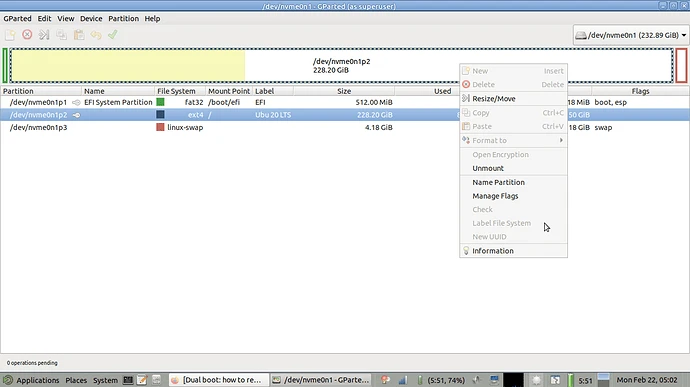 /dev/nvme0n1 - GParted (as superuser)
GParted Edit View Device Partition Help
/dev/nvme0n1 (232.89 GiB)
/dev/nvme0n1p2
228.20 GiB
Partition Name File System Mount Point Label Size Used Flags
/dev/nvme0n1p1 EFI System Partition fat32 /boot/efi EFI 512.00 MiB 18 MiB boot, esp
/dev/nvme0n1p2 ext4 / Ubu 20 LTS 228.20 GiB 50 GiB
/dev/nvme0n1p3 linux-swap 4.18 GiB 18 GiB swap
New Insert
Delete Delete
Resize/Move
Copy Ctrl+C
Paste Ctrl+V
Format to
Open Encryption
Unmount
Name Partition
Manage Flags
Check
Label File System
New UUID
Information
0 operations pending
Applications Places System [Dual boot: how to re... /dev/nvme0n1 - GParte... (5:51, 74%) 5:51 Mon Feb 22, 05:02